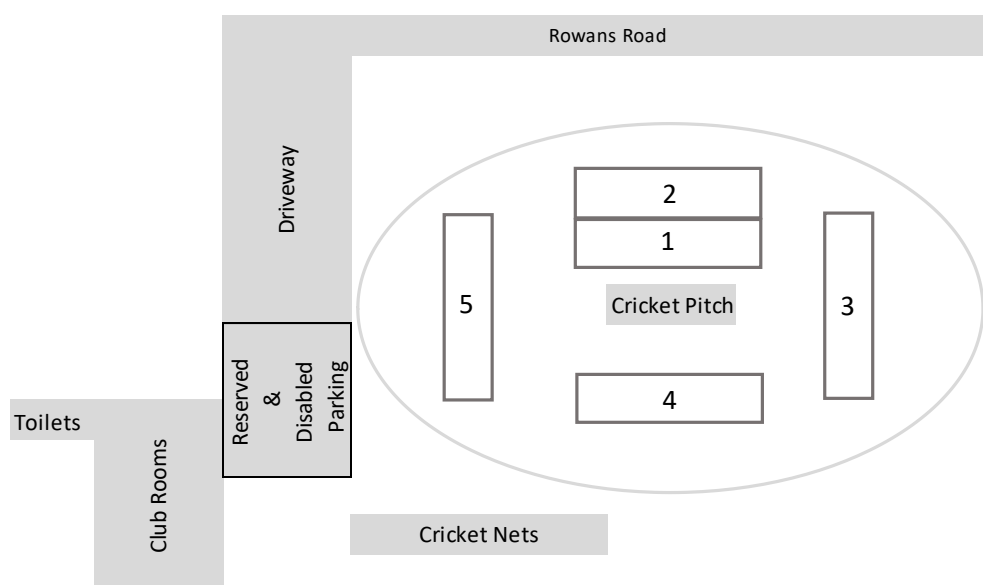 Rowans Road
Driveway
2
1
5
Cricket Pitch
3
4
Reserved
&
Disabled
Parking
Toilets
Club Rooms
Cricket Nets